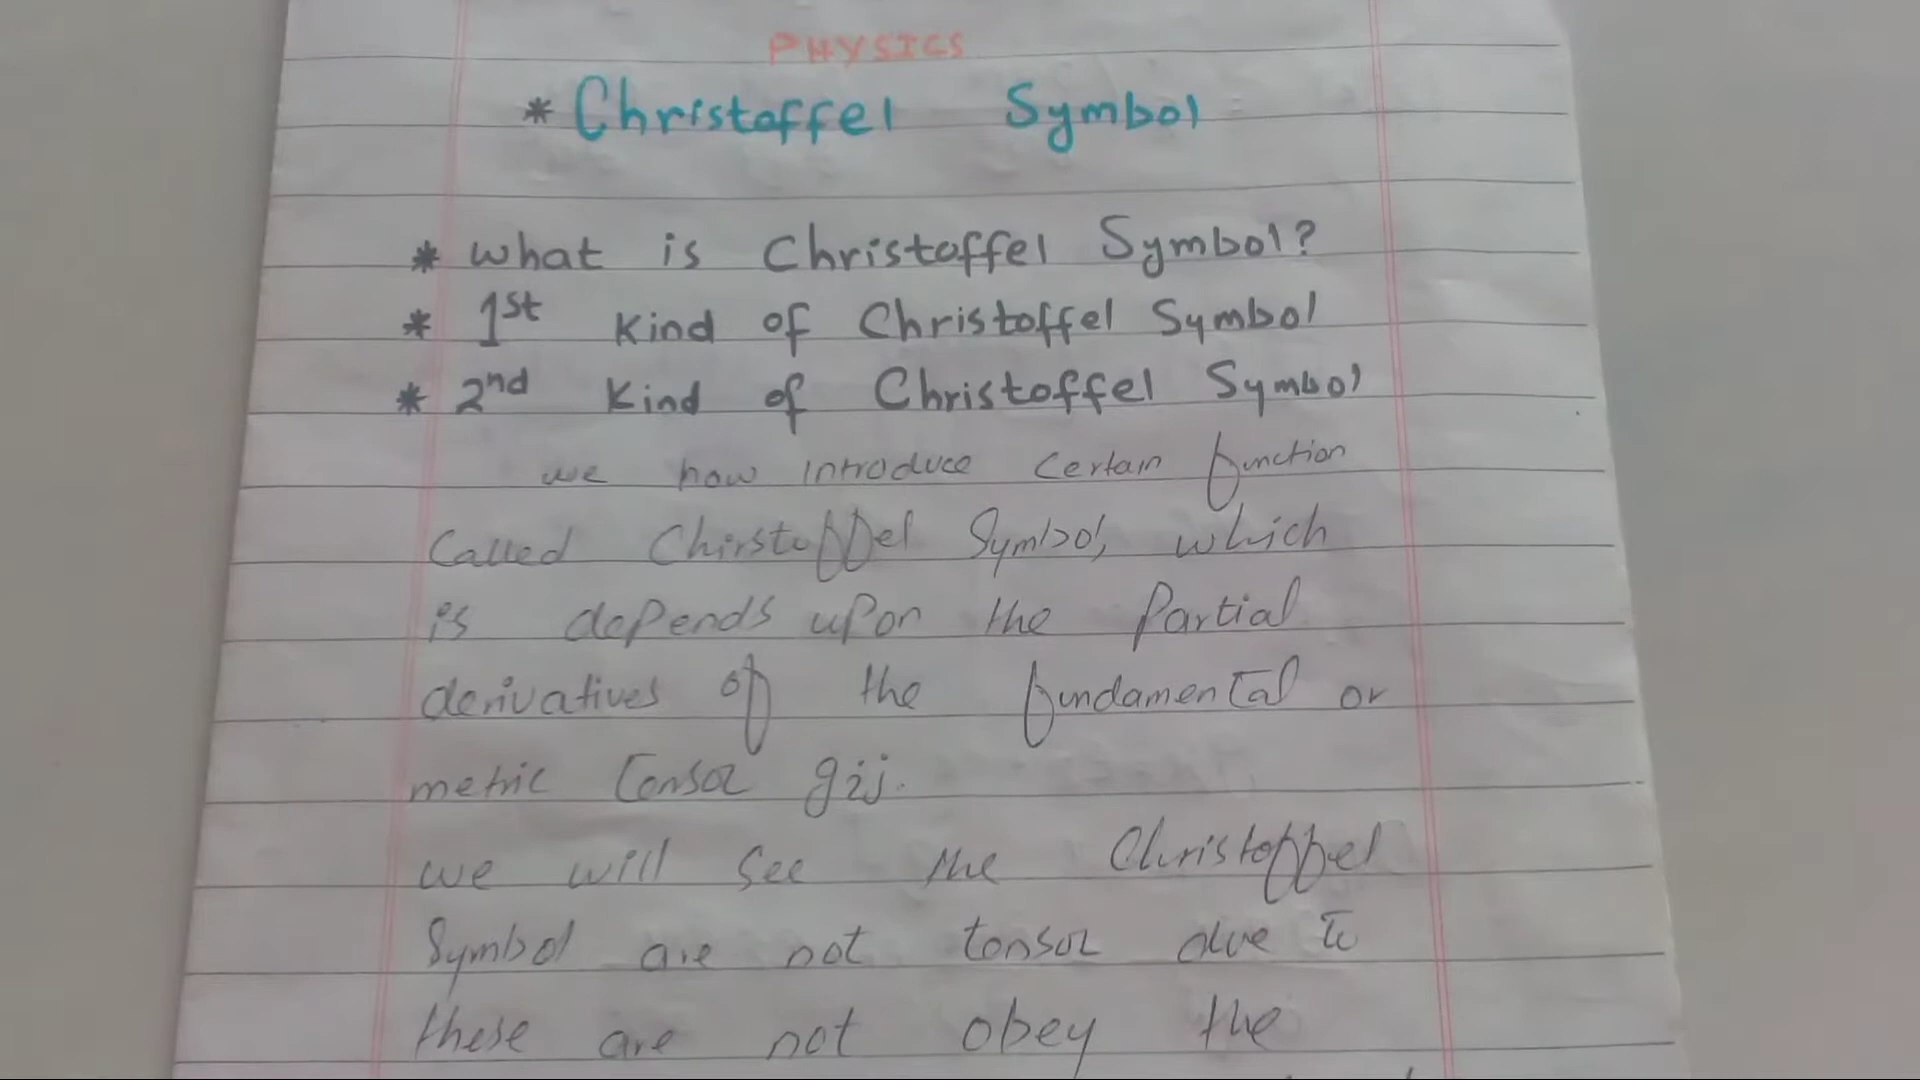 PHYSICS
* Christoffel Symbol
* What is Christoffel Symbol?
* 1st Kind of Christoffel Symbol
* 2nd Kind of Christoffel Symbol
we now introduce certain function
Called Chirstoffel Symbol, which
is depends upon the Partial
derivatives of the fundamental or
metric tensor gij.
we will see the Christoffel
Symbol are not tensor due to
these are not obey the